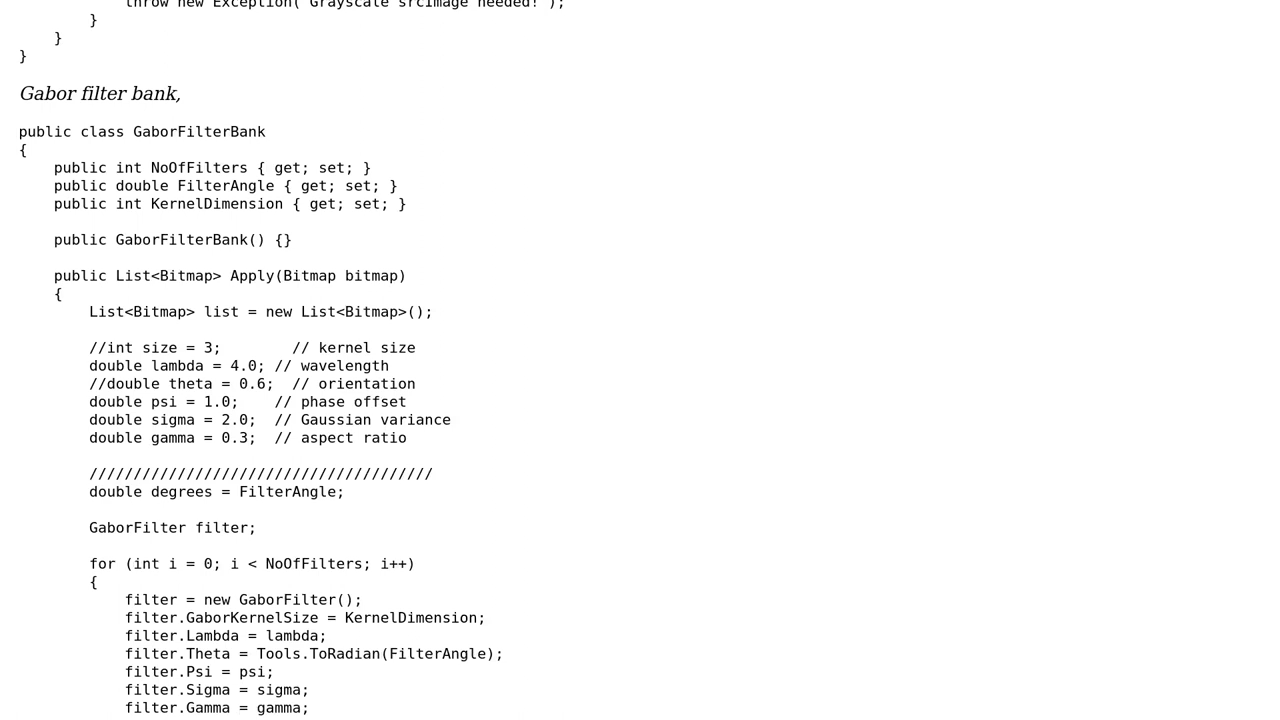 throw new Exception("Grayscale srcImage needed!");
}
}
}
Gabor filter bank,
public class GaborFilterBank
{
public int NoOfFilters { get; set; }
public double FilterAngle { get; set; }
public int KernelDimension { get; set; }
public GaborFilterBank() {}
public List<Bitmap> Apply(Bitmap bitmap)
{
List<Bitmap> list = new List<Bitmap>();
//int size = 3;        // kernel size
double lambda = 4.0; // wavelength
//double theta = 0.6;  // orientation
double psi = 1.0;    // phase offset
double sigma = 2.0;  // Gaussian variance
double gamma = 0.3;  // aspect ratio
///////////////////////////////////////
double degrees = FilterAngle;
GaborFilter filter;
for (int i = 0; i < NoOfFilters; i++)
{
filter = new GaborFilter();
filter.GaborKernelSize = KernelDimension;
filter.Lambda = lambda;
filter.Theta = Tools.ToRadian(FilterAngle);
filter.Psi = psi;
filter.Sigma = sigma;
filter.Gamma = gamma;